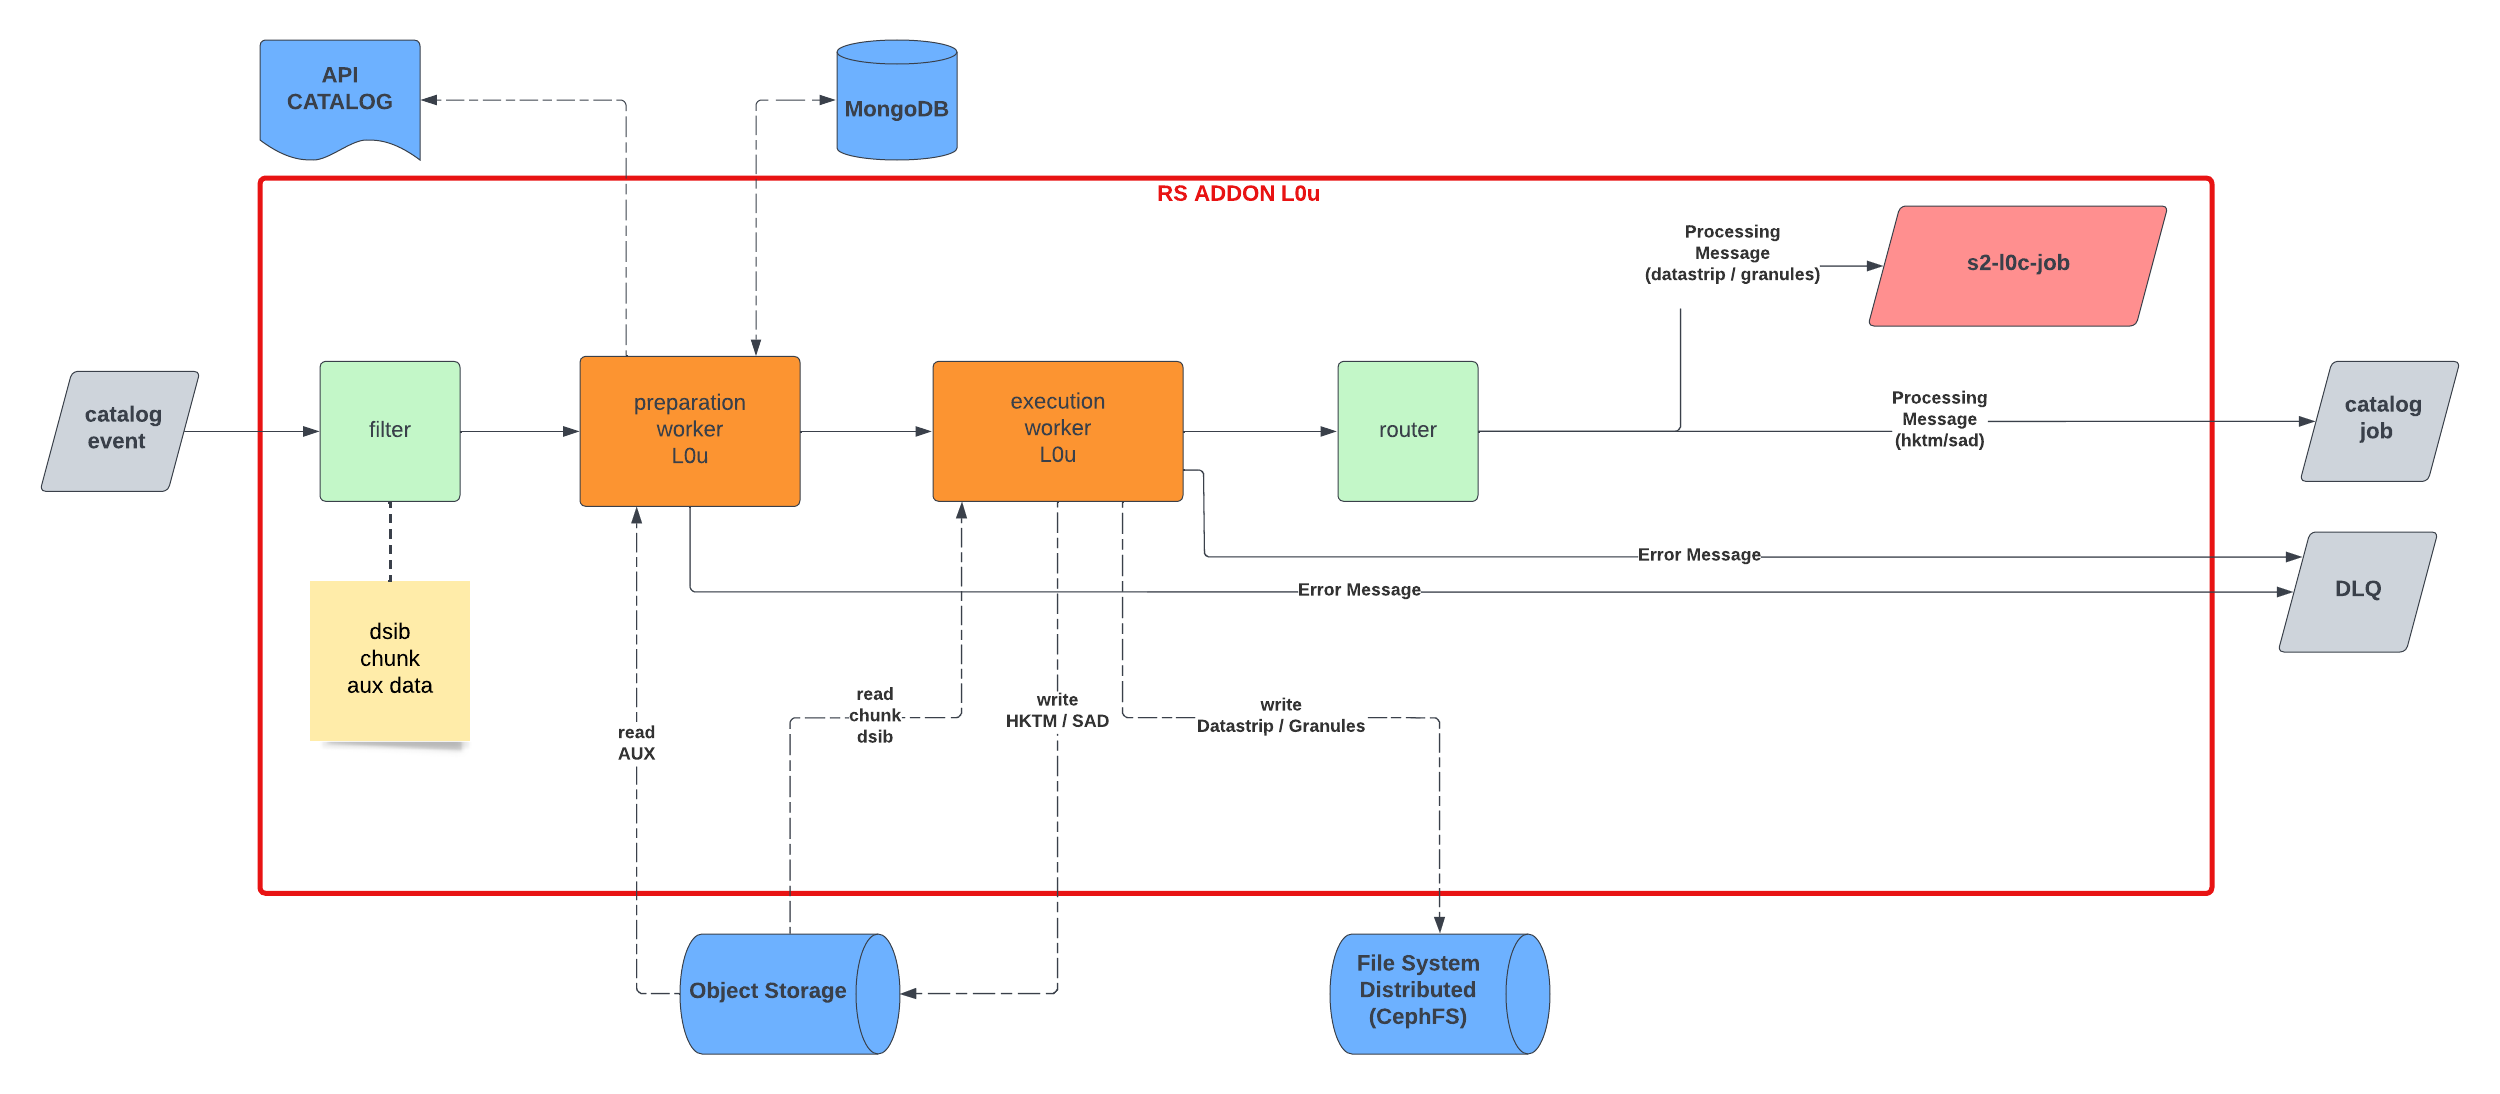 API
CATALOG
MongoDB
RS ADDON L0u
Processing
Message
(datastrip / granules)
s2-l0c-job
catalog
event
filter
preparation
worker
L0u
execution
worker
L0u
router
Processing
Message
(hktm/sad)
catalog
job
Error Message
Error Message
DLQ
dsib
chunk
aux data
read
AUX
read
chunk
dsib
write
HKTM / SAD
write
Datastrip / Granules
Object Storage
File System
Distributed
(CephFS)